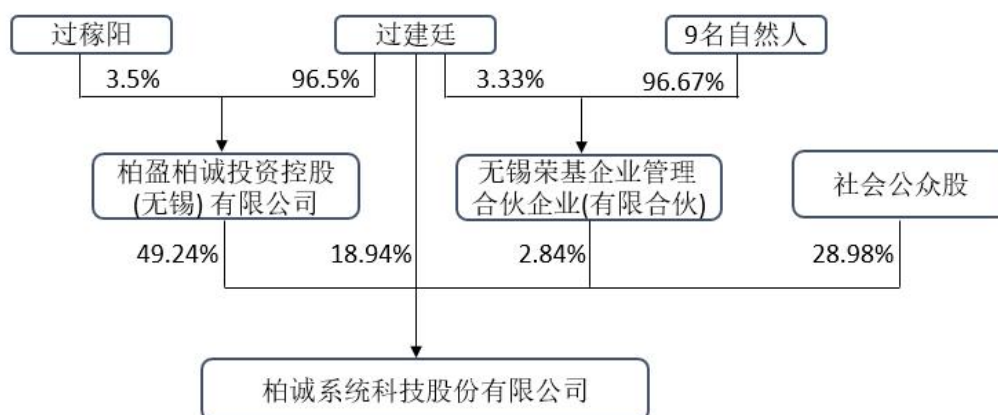 过稼阳
过建廷
9名自然人
3.5%
96.5%
3.33%
96.67%
柏盈柏诚投资控股
(无锡) 有限公司
无锡荣基企业管理
合伙企业(有限合伙)
社会公众股
49.24%
18.94%
2.84%
28.98%
柏诚系统科技股份有限公司